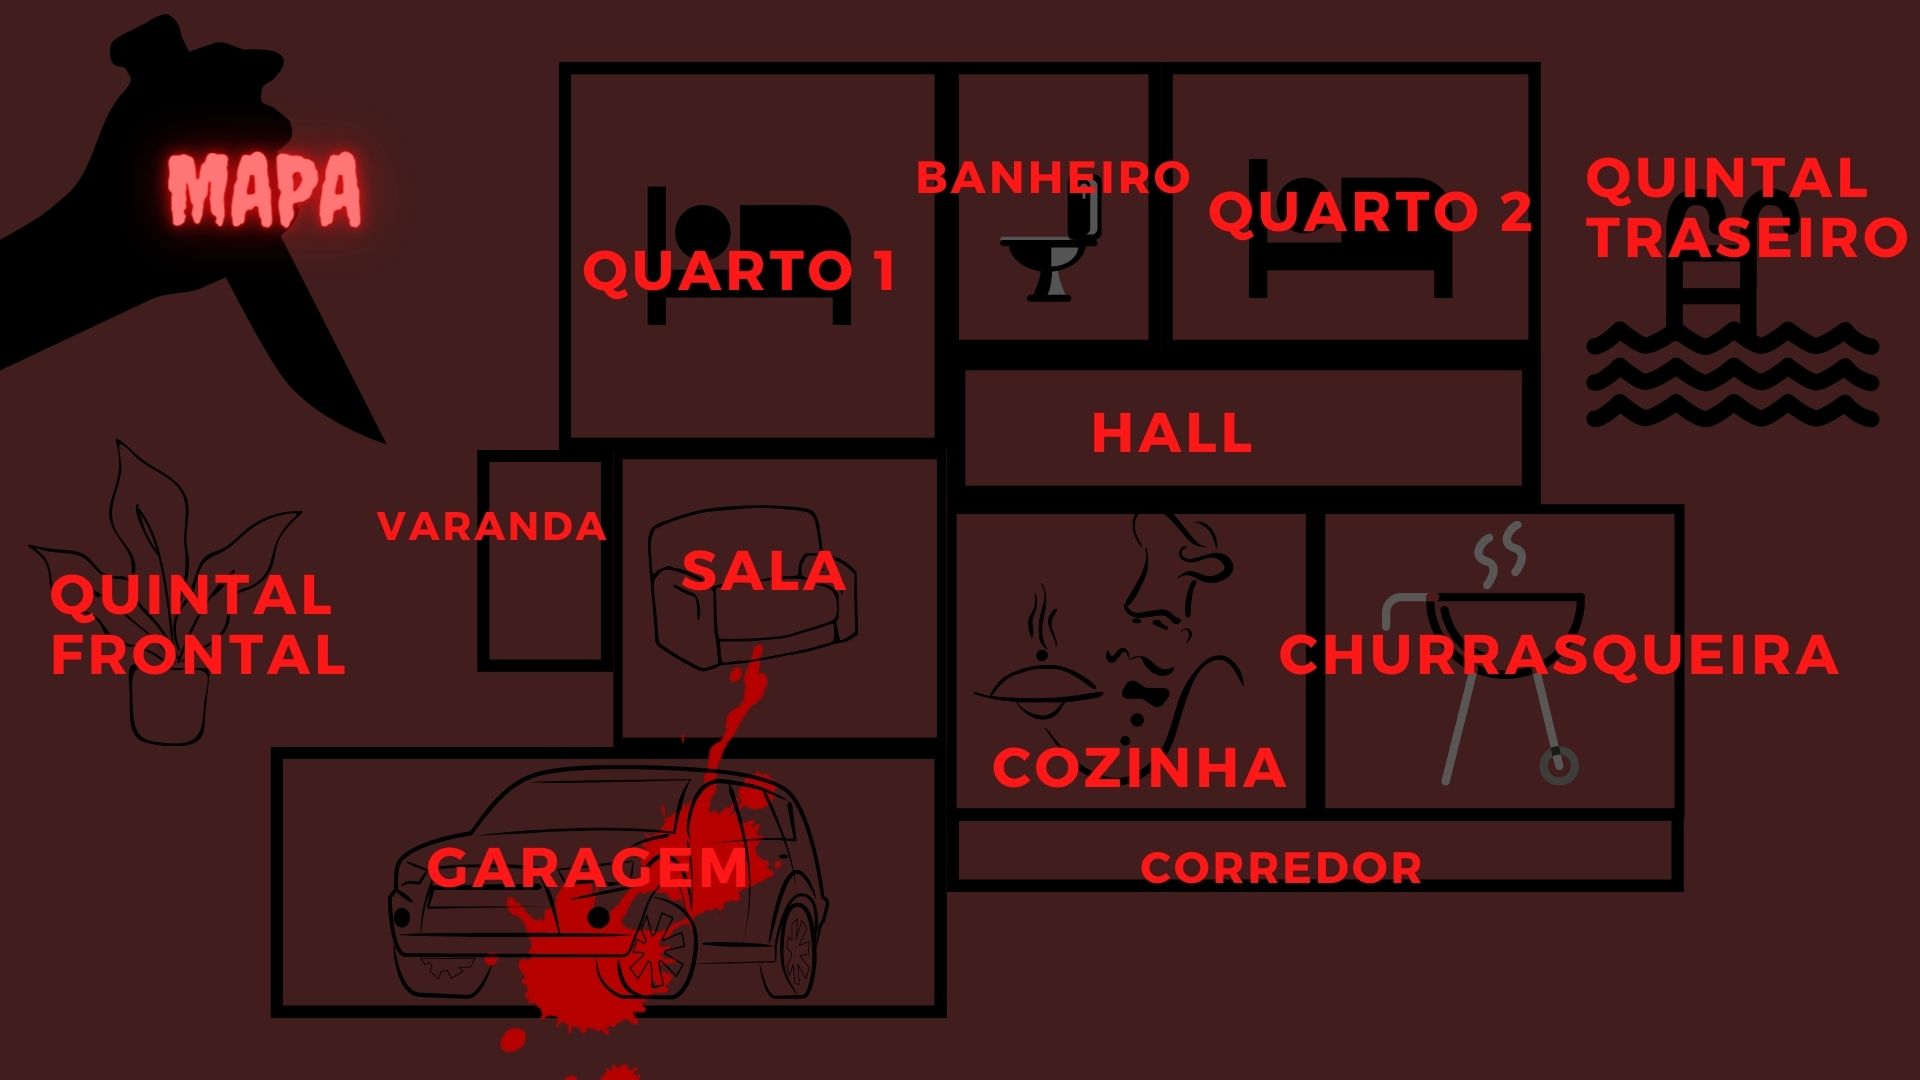 MAPA
BANHEIRO
QUARTO 1
QUARTO 2
QUINTAL
TRASEIRO
HALL
VARANDA
SALA
QUINTAL
FRONTAL
CHURRASQUEIRA
COZINHA
GARAGEM
CORREDOR